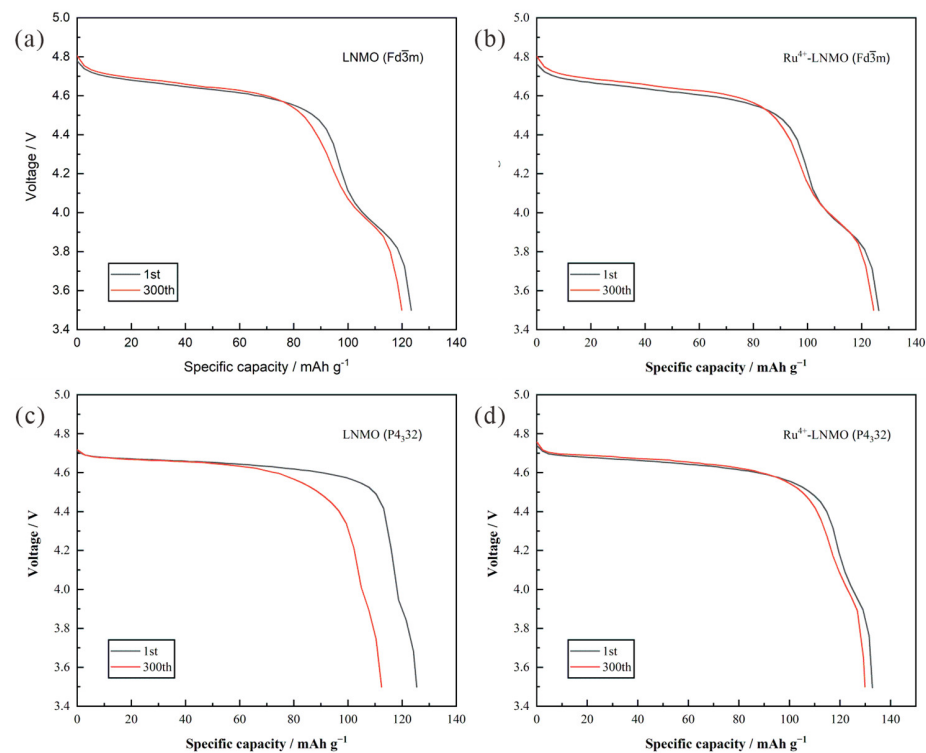 (a)
LNMO (Fd3̅m)
Voltage / V
5.0
4.8
4.6
4.4
4.2
4.0
3.8
3.6
3.4
1st
300th
0 20 40 60 80 100 120 140
Specific capacity / mAh g⁻¹
(b)
Ru⁴⁺-LNMO (Fd3̅m)
5.0
4.8
4.6
4.4
4.2
4.0
3.8
3.6
3.4
1st
300th
0 20 40 60 80 100 120 140
Specific capacity / mAh g⁻¹
(c)
LNMO (P4₃32)
Voltage / V
5.0
4.8
4.6
4.4
4.2
4.0
3.8
3.6
3.4
1st
300th
0 20 40 60 80 100 120 140
Specific capacity / mAh g⁻¹
(d)
Ru⁴⁺-LNMO (P4₃32)
Voltage / V
5.0
4.8
4.6
4.4
4.2
4.0
3.8
3.6
3.4
1st
300th
0 20 40 60 80 100 120 140
Specific capacity / mAh g⁻¹